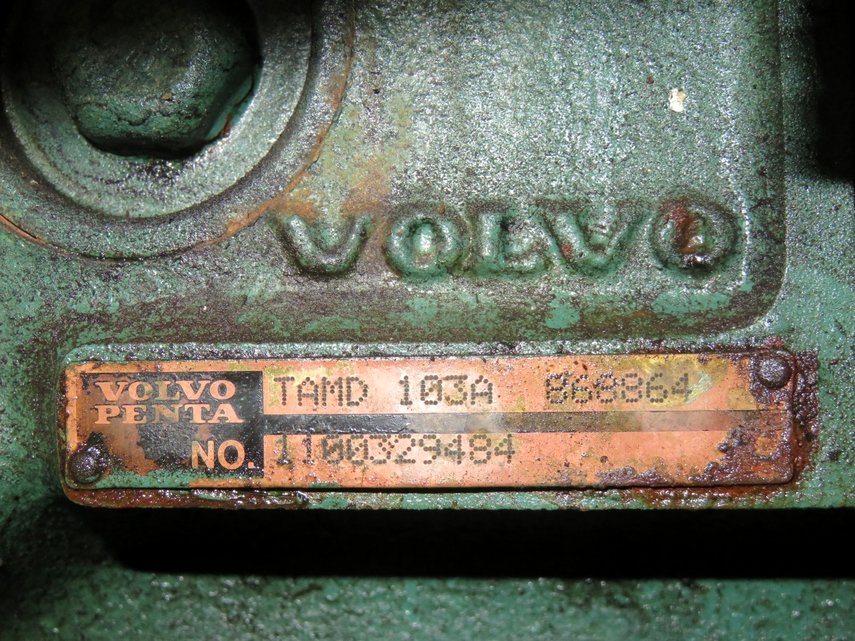 VOLVO
VOLVO PENTA
TAMD 103A 868864
NO. 1100329484